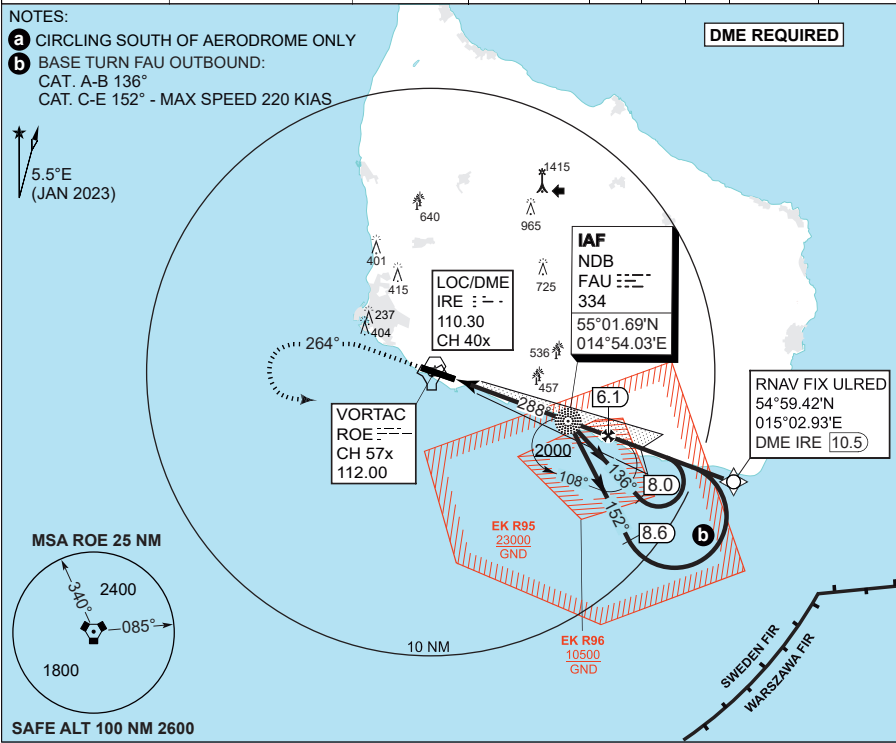 NOTES:
a CIRCLING SOUTH OF AERODROME ONLY
b BASE TURN FAU OUTBOUND:
CAT. A-B 136°
CAT. C-E 152° - MAX SPEED 220 KIAS
DME REQUIRED
5.5°E
(JAN 2023)
1415
640
965
401
415
725
237
404
536
457
IAF
NDB
FAU
334
55°01.69'N
014°54.03'E
LOC/DME
IRE
110.30
CH 40x
264°
VORTAC
ROE
CH 57x
112.00
288°
6.1
RNAV FIX ULRED
54°59.42'N
015°02.93'E
DME IRE 10.5
2000
108°
136°
8.0
152°
8.6
b
EK R95
23000
GND
EK R96
10500
GND
10 NM
MSA ROE 25 NM
340°
2400
085°
1800
SAFE ALT 100 NM 2600
SWEDEN FIR
WARSZAWA FIR